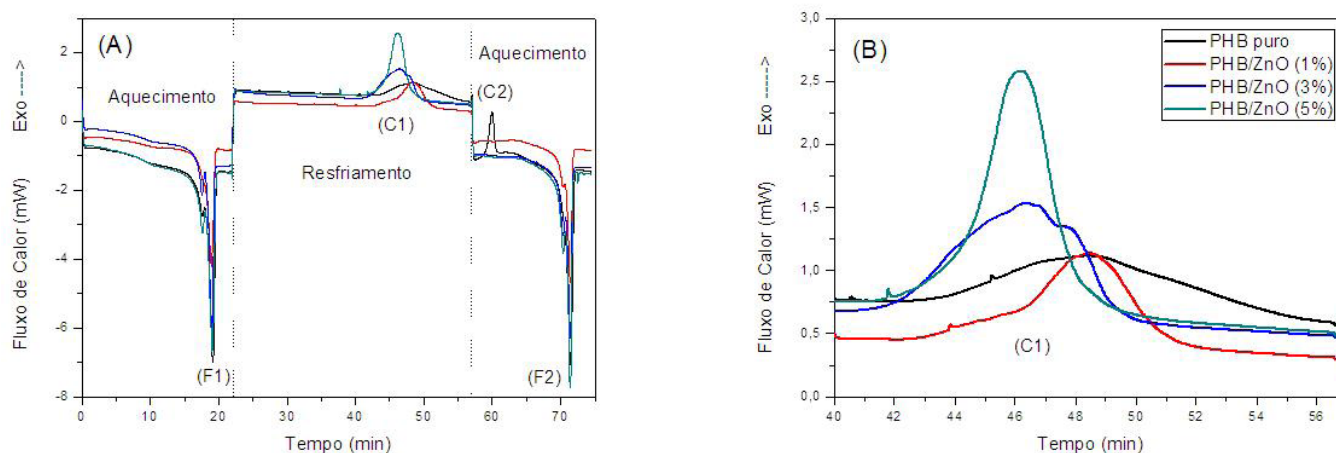 (A)
Aquecimento
Aquecimento
(C2)
(C1)
Resfriamento
(F1)
(F2)
Fluxo de Calor (mW)
Exo ---->
2
0
-2
-4
-6
-8
0
10
20
30
40
50
60
70
Tempo (min)
(B)
PHB puro
PHB/ZnO (1%)
PHB/ZnO (3%)
PHB/ZnO (5%)
(C1)
Fluxo de Calor (mW)
Exo ---->
3,0
2,5
2,0
1,5
1,0
0,5
0,0
40
42
44
46
48
50
52
54
56
Tempo (min)